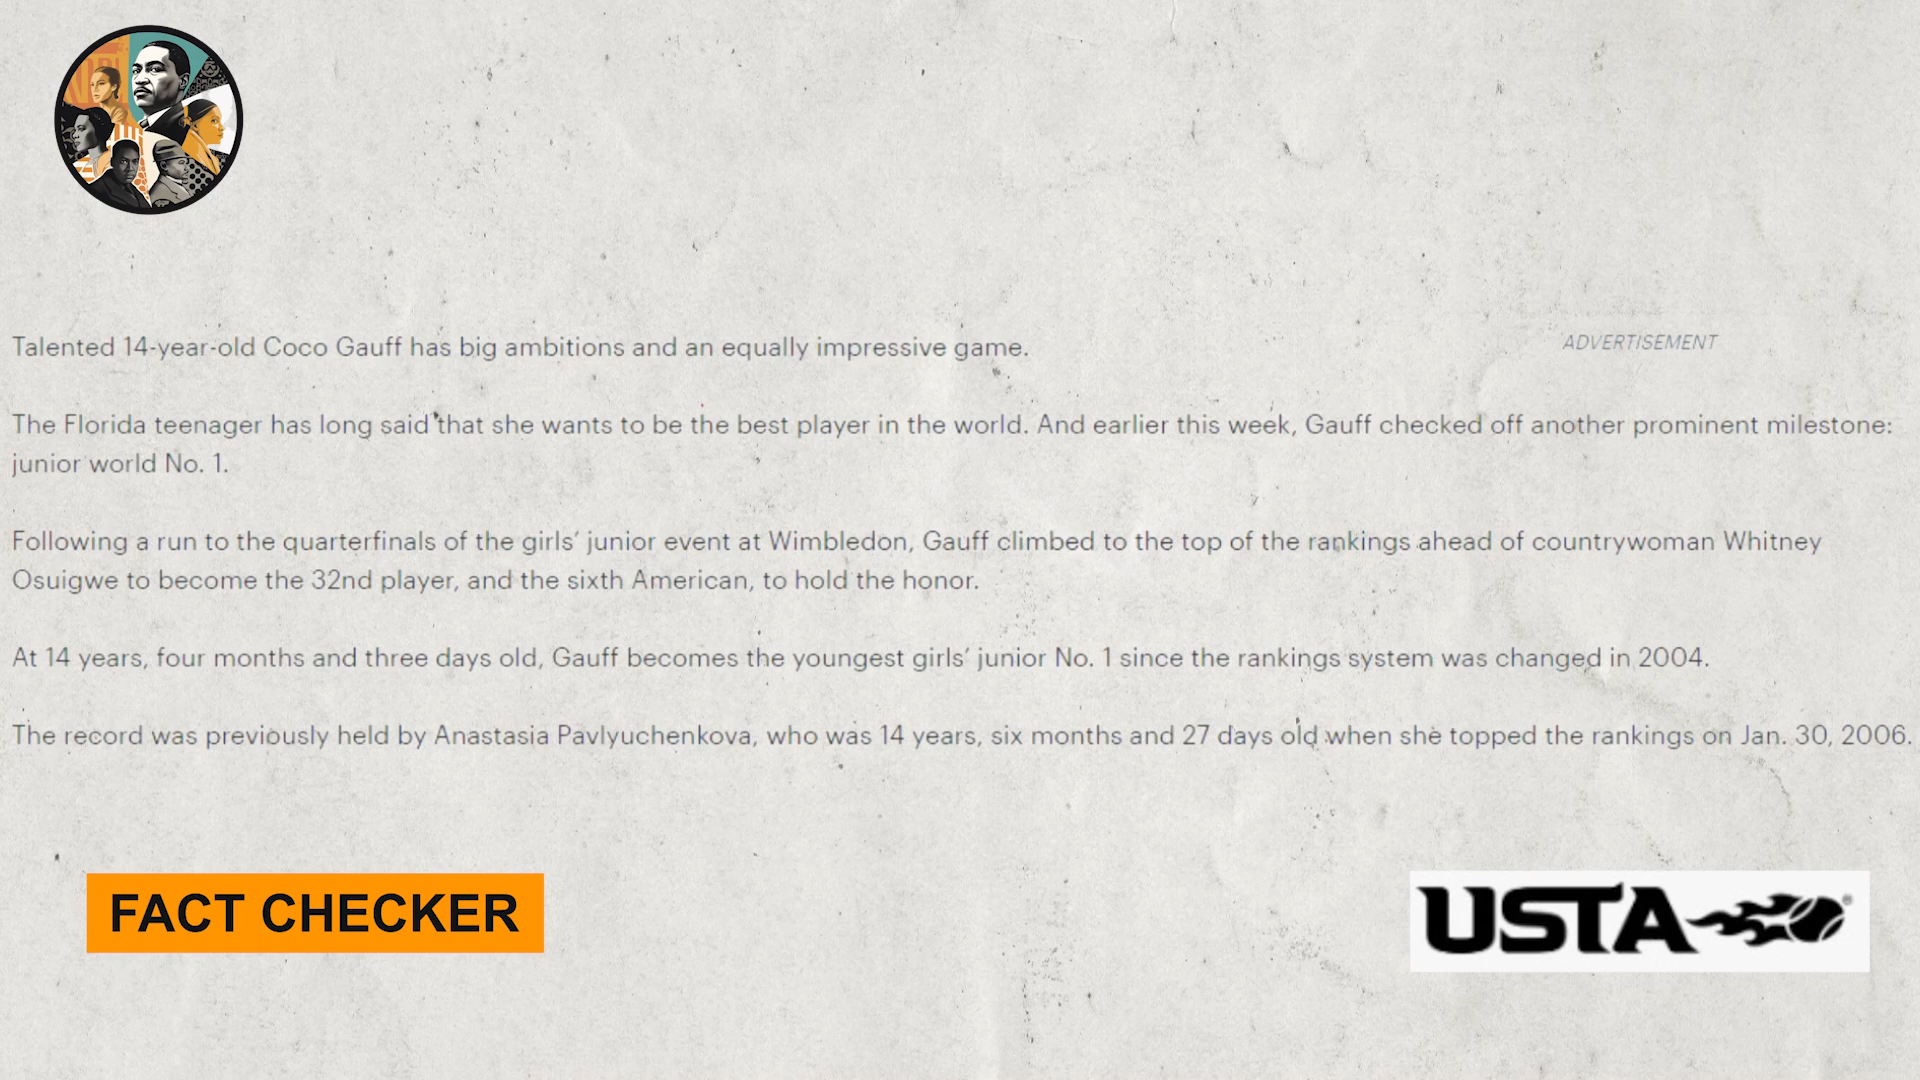 Talented 14-year-old Coco Gauff has big ambitions and an equally impressive game.
ADVERTISEMENT
The Florida teenager has long said that she wants to be the best player in the world. And earlier this week, Gauff checked off another prominent milestone:
junior world No. 1.
Following a run to the quarterfinals of the girls' junior event at Wimbledon, Gauff climbed to the top of the rankings ahead of countrywoman Whitney
Osuigwe to become the 32nd player, and the sixth American, to hold the honor.
At 14 years, four months and three days old, Gauff becomes the youngest girls' junior No. 1 since the rankings system was changed in 2004.
The record was previously held by Anastasia Pavlyuchenkova, who was 14 years, six months and 27 days old when she topped the rankings on Jan. 30, 2006.
FACT CHECKER
USTA®